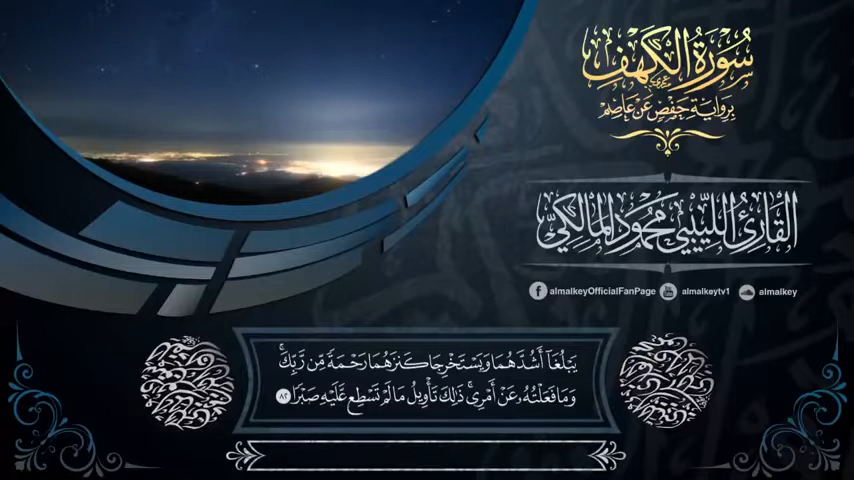 سُورَةُ الكَهْفِ
بِرِوَايَةِ حَفْصٍ عَنْ عَاصِمْ
القَارِئُ اللِّيبِيُّ مَحْمُودُ المَالِكِيّ
almalkeyOfficialFanPage almalkeytv1 almalkey
يَبْلُغَآ أَشُدَّهُمَا وَيَسْتَخْرِجَا كَنزَهُمَا رَحْمَةً مِّن رَّبِّكَۚ
وَمَا فَعَلْتُهُۥ عَنْ أَمْرِيۚ ذَٰلِكَ تَأْوِيلُ مَا لَمْ تَسْطِع عَّلَيْهِ صَبْرًا ٨٢